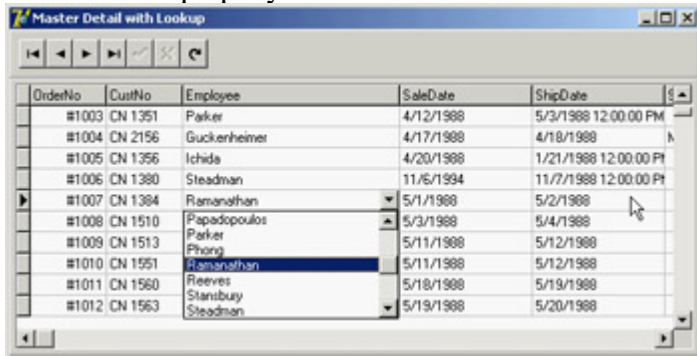 Master Detail with Lookup
OrderNo CustNo Employee SaleDate ShipDate
#1003 CN 1351 Parker 4/12/1988 5/3/1988 12:00:00 PM
#1004 CN 2156 Guckenheimer 4/17/1988 4/18/1988
#1005 CN 1356 Ichida 4/20/1988 1/21/1988 12:00:00 PM
#1006 CN 1380 Steadman 11/6/1994 11/7/1988 12:00:00 PM
#1007 CN 1384 Ramanathan 5/1/1988 5/2/1988
#1008 CN 1510 Papadopoulos 5/3/1988 5/4/1988
Parker
#1009 CN 1513 Phong 5/11/1988 5/12/1988
#1010 CN 1551 Ramanathan 5/11/1988 5/12/1988
#1011 CN 1560 Reeves 5/18/1988 5/19/1988
Stansbury
#1012 CN 1563 Steadman 5/19/1988 5/20/1988